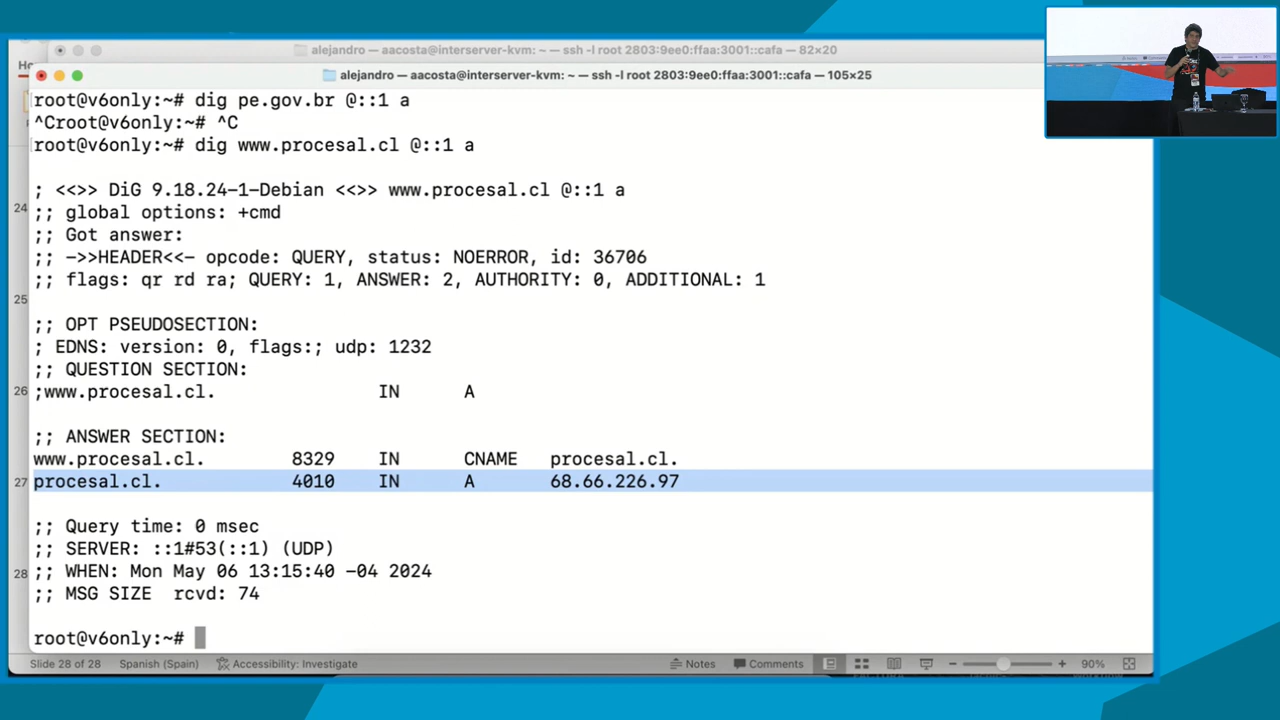 alejandro — aacosta@interserver-kvm: ~ — ssh -l root 2803:9ee0:ffaa:3001::cafa — 82×20
alejandro — aacosta@interserver-kvm: ~ — ssh -l root 2803:9ee0:ffaa:3001::cafa — 105×25
root@v6only:~# dig pe.gov.br @::1 a
^Croot@v6only:~# ^C
root@v6only:~# dig www.procesal.cl @::1 a
; <<>> DiG 9.18.24-1-Debian <<>> www.procesal.cl @::1 a
;; global options: +cmd
;; Got answer:
;; ->>HEADER<<- opcode: QUERY, status: NOERROR, id: 36706
;; flags: qr rd ra; QUERY: 1, ANSWER: 2, AUTHORITY: 0, ADDITIONAL: 1
;; OPT PSEUDOSECTION:
; EDNS: version: 0, flags:; udp: 1232
;; QUESTION SECTION:
;www.procesal.cl. IN A
;; ANSWER SECTION:
www.procesal.cl. 8329 IN CNAME procesal.cl.
procesal.cl. 4010 IN A 68.66.226.97
;; Query time: 0 msec
;; SERVER: ::1#53(::1) (UDP)
;; WHEN: Mon May 06 13:15:40 -04 2024
;; MSG SIZE rcvd: 74
root@v6only:~#
24
25
26
27
28
Slide 28 of 28 Spanish (Spain) Accessibility: Investigate Notes Comments 90%